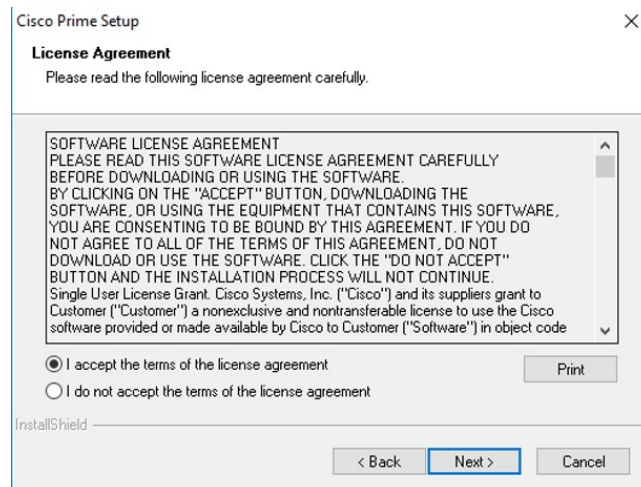 Cisco Prime Setup
License Agreement
Please read the following license agreement carefully.
SOFTWARE LICENSE AGREEMENT
PLEASE READ THIS SOFTWARE LICENSE AGREEMENT CAREFULLY
BEFORE DOWNLOADING OR USING THE SOFTWARE.
BY CLICKING ON THE "ACCEPT" BUTTON, DOWNLOADING THE
SOFTWARE, OR USING THE EQUIPMENT THAT CONTAINS THIS SOFTWARE,
YOU ARE CONSENTING TO BE BOUND BY THIS AGREEMENT. IF YOU DO
NOT AGREE TO ALL OF THE TERMS OF THIS AGREEMENT, DO NOT
DOWNLOAD OR USE THE SOFTWARE. CLICK THE "DO NOT ACCEPT"
BUTTON AND THE INSTALLATION PROCESS WILL NOT CONTINUE.
Single User License Grant. Cisco Systems, Inc. ("Cisco") and its suppliers grant to
Customer ("Customer") a nonexclusive and nontransferable license to use the Cisco
software provided or made available by Cisco to Customer ("Software") in object code
I accept the terms of the license agreement
Print
I do not accept the terms of the license agreement
InstallShield
< Back
Next >
Cancel